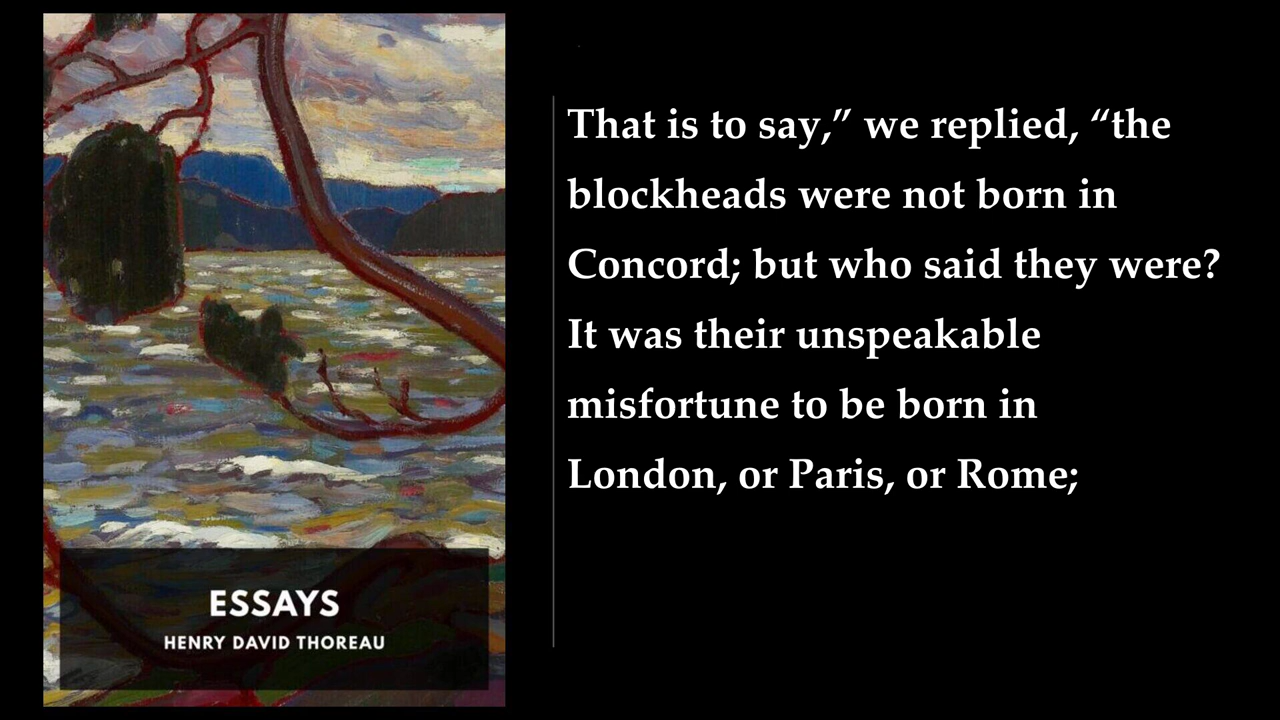 That is to say,” we replied, “the
blockheads were not born in
Concord; but who said they were?
It was their unspeakable
misfortune to be born in
London, or Paris, or Rome;
ESSAYS
HENRY DAVID THOREAU